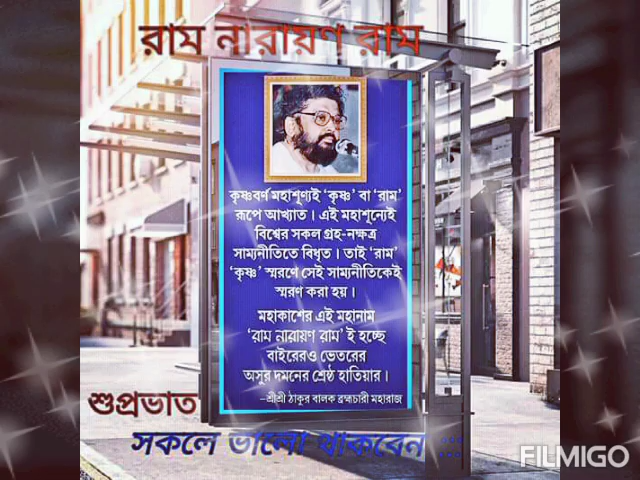 রাম নারায়ণ রাম
কৃষ্ণবর্ণ মহাশূণ্যই ‘কৃষ্ণ’ বা ‘রাম’
রূপে আখ্যাত। এই মহাশূন্যেই
বিশ্বের সকল গ্রহ-নক্ষত্র
সাম্যনীতিতে বিধৃত। তাই ‘রাম’
‘কৃষ্ণ’ স্মরণে সেই সাম্যনীতিকেই
স্মরণ করা হয়।
মহাকাশের এই মহানাম
‘রাম নারায়ণ রাম’ই হচ্ছে
বাইরেরও ভেতরের
অসুর দমনের শ্রেষ্ঠ হাতিয়ার।
–শ্রীশ্রী ঠাকুর বালক ব্রহ্মচারী মহারাজ
শুপ্রভাত
সকলে ভালো থাকবেন
FILMIGO